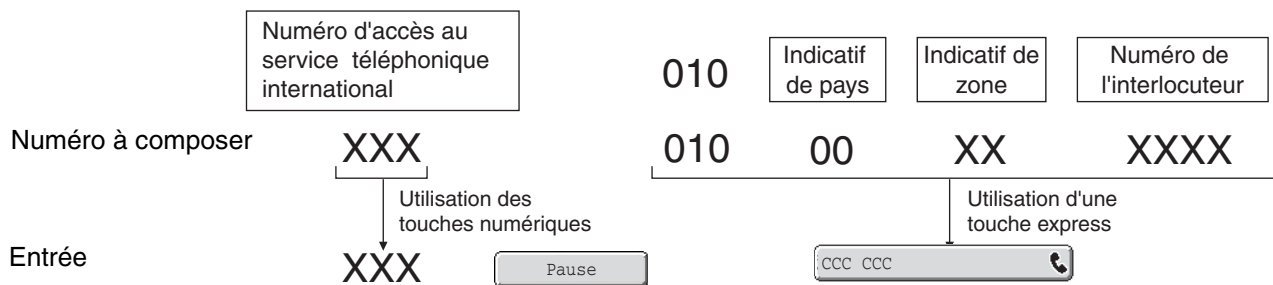 Numéro d'accès au
service téléphonique
international
010
Indicatif
de pays
Indicatif de
zone
Numéro de
l'interlocuteur
Numéro à composer
XXX
010
00
XX
XXXX
Utilisation des
touches numériques
Utilisation d'une
touche express
Entrée
XXX
Pause
CCC CCC